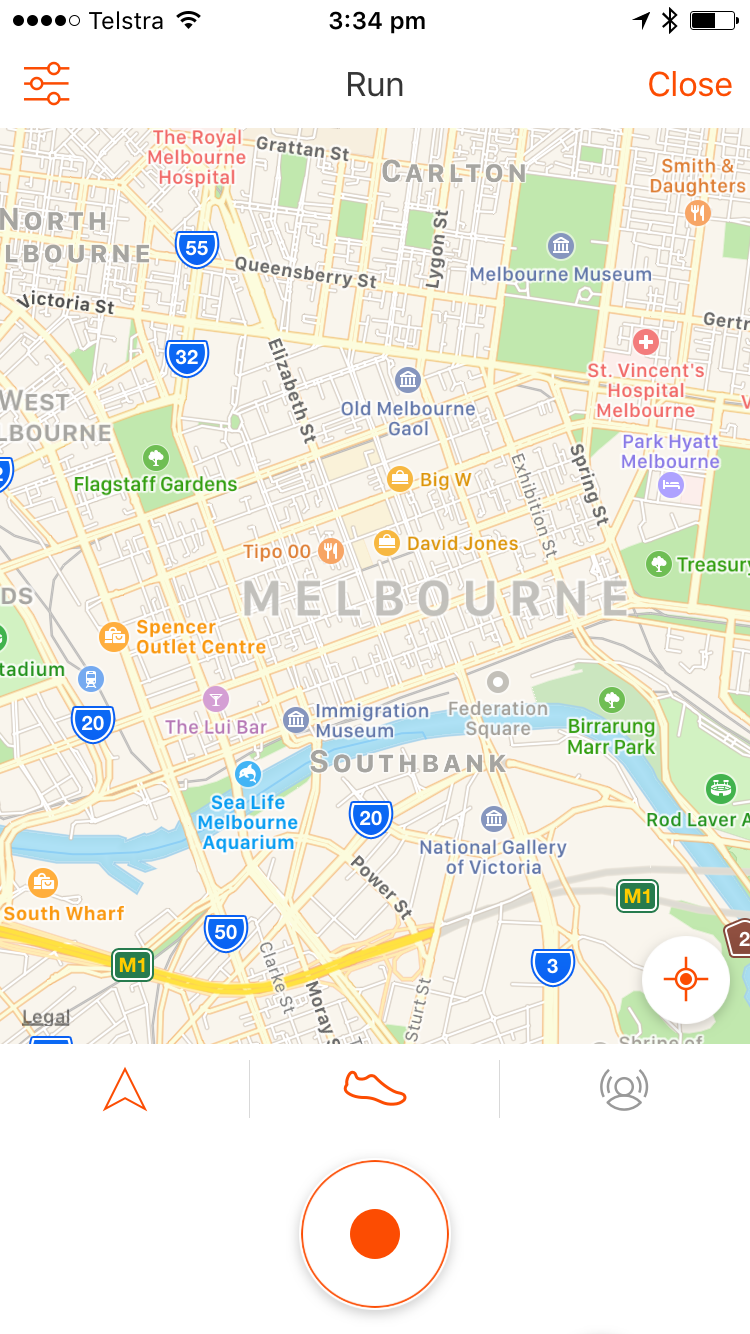 Telstra
3:34 pm
Run
Close
The Royal
Melbourne
Hospital
Grattan St
CARLTON
Smith &
Daughters
NORTH
LBOURNE
55
Queensberry St
Lygon St
Melbourne Museum
Victoria St
Gertr
32
Elizabeth St
St. Vincent's
Hospital
Melbourne
WEST
LBOURNE
Old Melbourne
Gaol
Park Hyatt
Melbourne
Spring St
Exhibition St
Flagstaff Gardens
Big W
Tipo 00
David Jones
Treasury
MELBOURNE
DS
Spencer
Outlet Centre
tadium
20
The Lui Bar
Immigration
Museum
Federation
Square
Birrarung
Marr Park
SOUTHBANK
Sea Life
Melbourne
Aquarium
20
National Gallery
of Victoria
Rod Laver A
Power St
South Wharf
M1
50
M1
3
2
Clarke St
Moray S
Sturt St
Legal
Shrine of